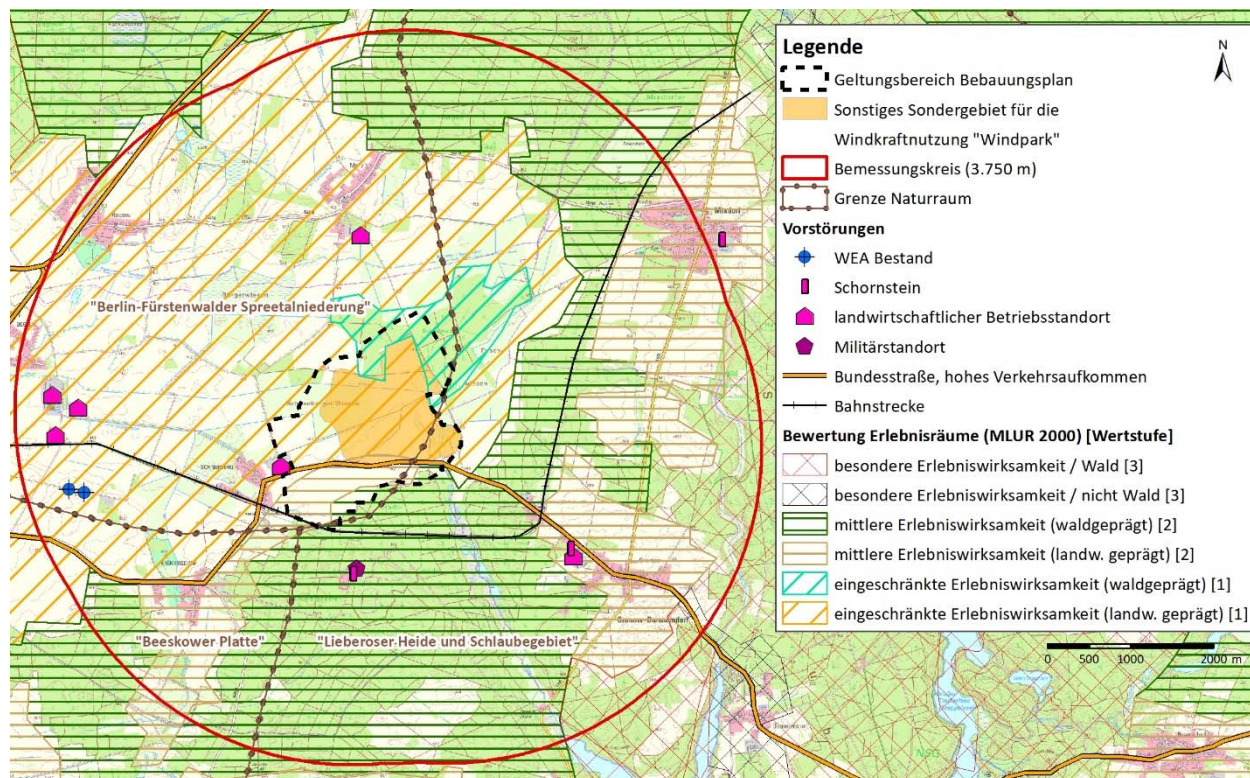 Legende
N
Geltungsbereich Bebauungsplan
Sonstiges Sondergebiet für die
Windkraftnutzung "Windpark"
Bemessungskreis (3.750 m)
Grenze Naturraum
Vorstörungen
WEA Bestand
Schornstein
landwirtschaftlicher Betriebsstandort
Militärstandort
Bundesstraße, hohes Verkehrsaufkommen
Bahnstrecke
Bewertung Erlebnisräume (MLUR 2000) [Wertstufe]
besondere Erlebniswirksamkeit / Wald [3]
besondere Erlebniswirksamkeit / nicht Wald [3]
mittlere Erlebniswirksamkeit (waldgeprägt) [2]
mittlere Erlebniswirksamkeit (landw. geprägt) [2]
eingeschränkte Erlebniswirksamkeit (waldgeprägt) [1]
eingeschränkte Erlebniswirksamkeit (landw. geprägt) [1]
0 500 1000 2000 m
"Berlin-Fürstenwalder Spreetalniederung"
"Beeskower Platte"
"Lieberoser Heide und Schlaubegebiet"